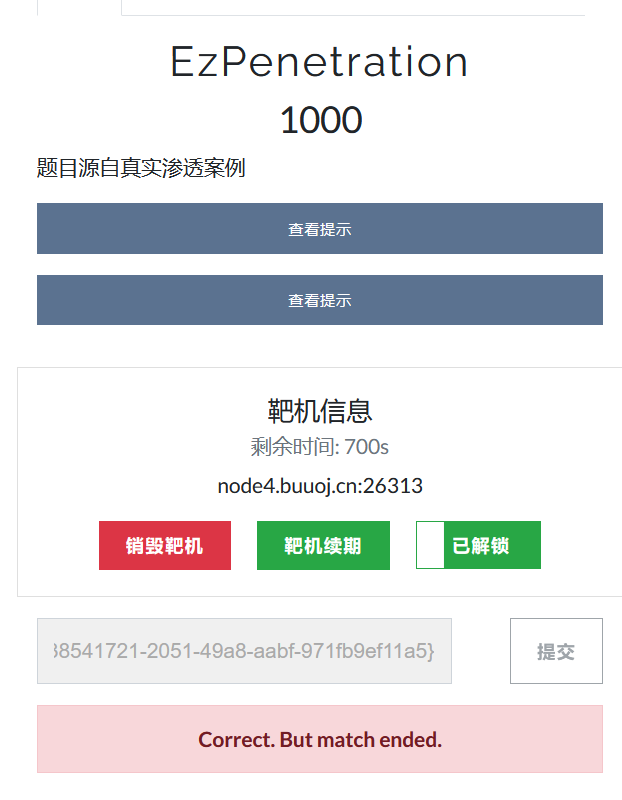 EzPenetration
1000
题目源自真实渗透案例
查看提示
查看提示
靶机信息
剩余时间: 700s
node4.buuoj.cn:26313
销毁靶机
靶机续期
已解锁
38541721-2051-49a8-aabf-971fb9ef11a5}
提交
Correct. But match ended.